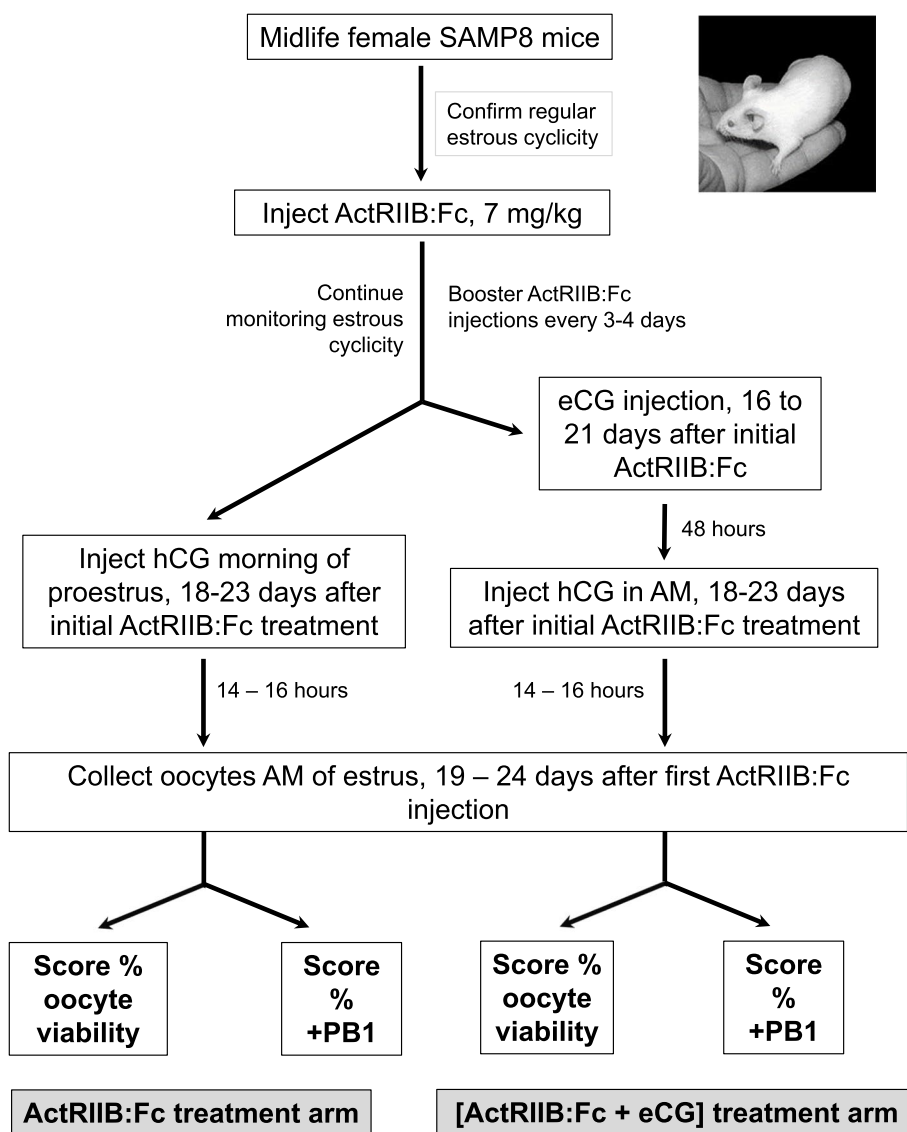 Midlife female SAMP8 mice
Confirm regular
estrous cyclicity
Inject ActRIIB:Fc, 7 mg/kg
Continue
monitoring estrous
cyclicity
Booster ActRIIB:Fc
injections every 3-4 days
eCG injection, 16 to
21 days after initial
ActRIIB:Fc
48 hours
Inject hCG morning of
proestrus, 18-23 days after
initial ActRIIB:Fc treatment
Inject hCG in AM, 18-23 days
after initial ActRIIB:Fc treatment
14 – 16 hours
14 – 16 hours
Collect oocytes AM of estrus, 19 – 24 days after first ActRIIB:Fc
injection
Score %
oocyte
viability
Score
%
+PB1
Score %
oocyte
viability
Score
%
+PB1
ActRIIB:Fc treatment arm
[ActRIIB:Fc + eCG] treatment arm